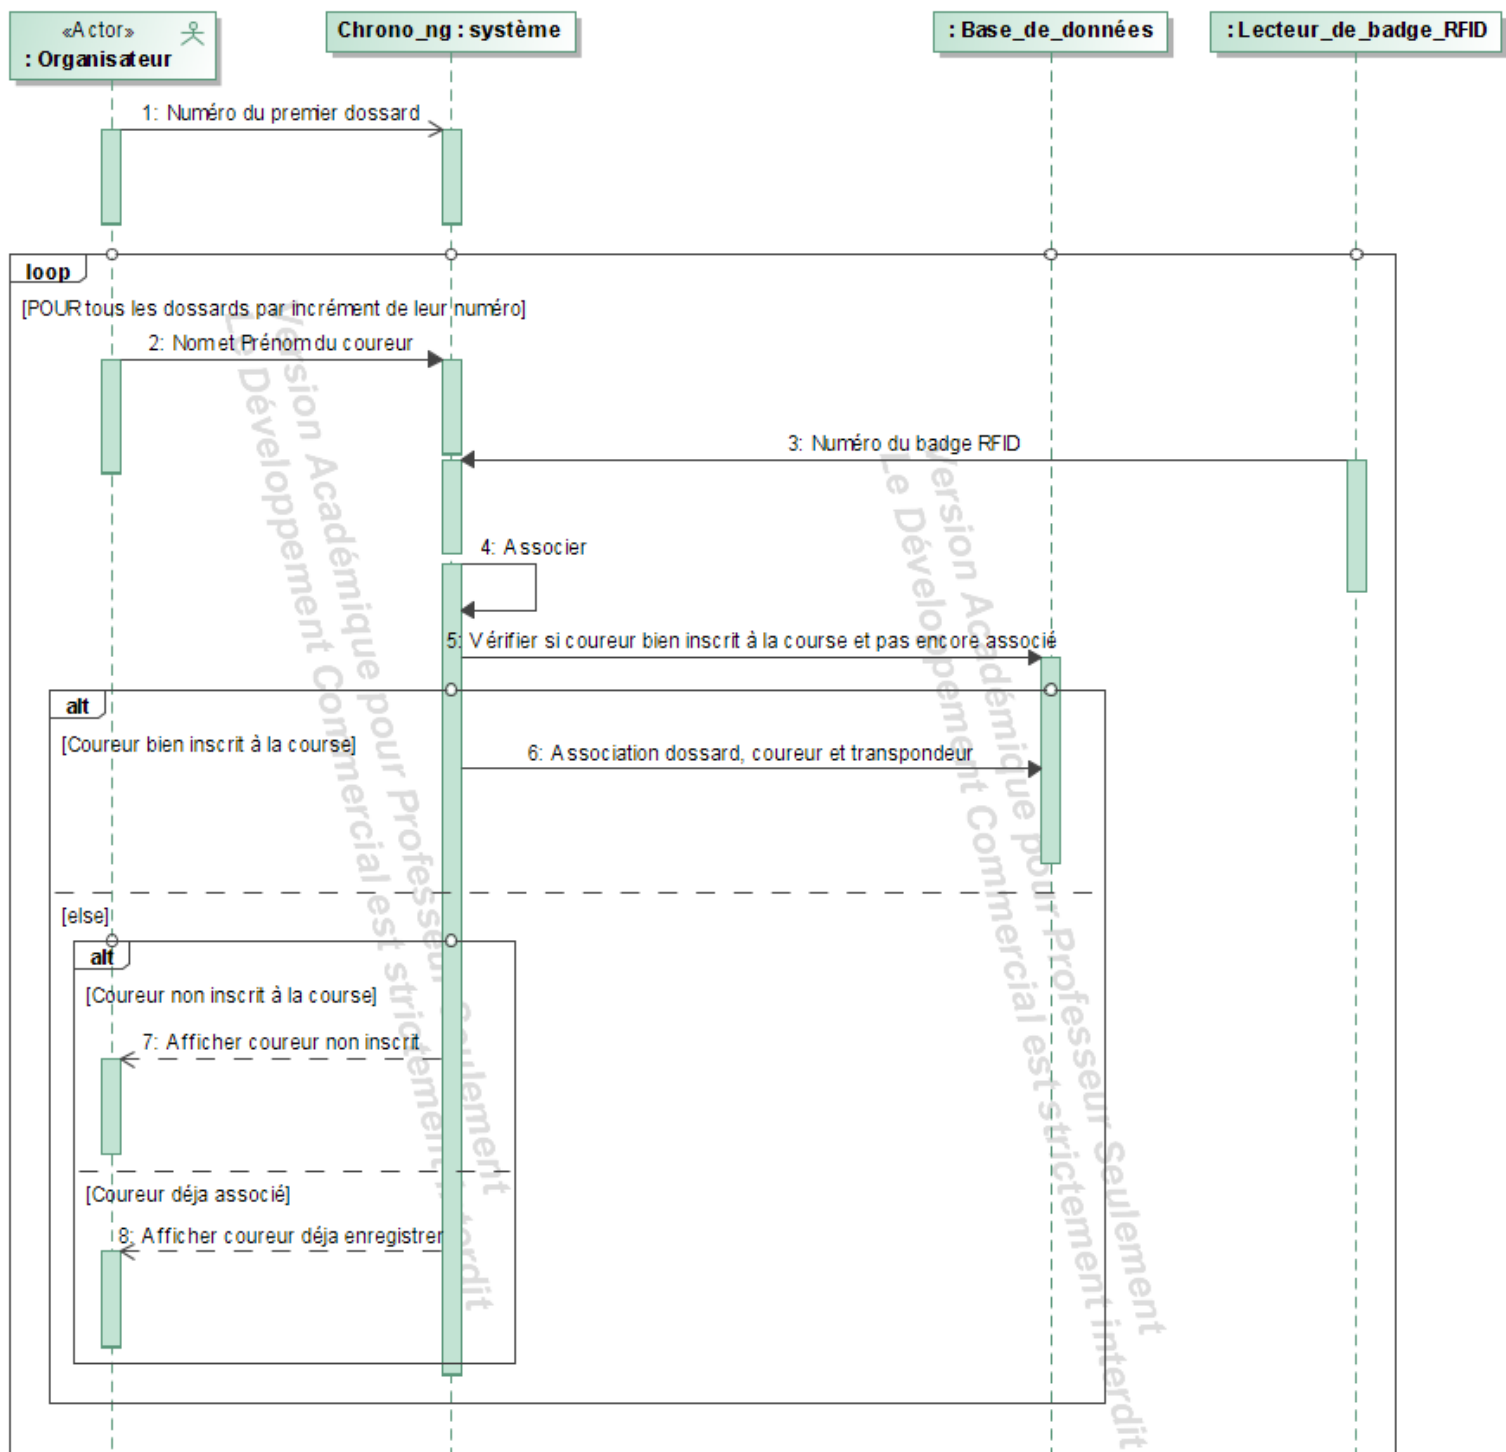 «Actor»
: Organisateur
Chrono_ng : système
: Base_de_données
: Lecteur_de_badge_RFID
1: Numéro du premier dossard
loop
[POUR tous les dossards par incrément de leur numéro]
2: Nom et Prénom du coureur
3: Numéro du badge RFID
4: Associer
5: Vérifier si coureur bien inscrit à la course et pas encore associé
alt
[Coureur bien inscrit à la course]
6: Association dossard, coureur et transpondeur
[else]
alt
[Coureur non inscrit à la course]
7: Afficher coureur non inscrit
[Coureur déja associé]
8: Afficher coureur déja enregistrer
Version Académique pour Professeur Seulement
Le Développement Commercial est strictement interdit
Version Académique pour Professeur Seulement
Le Développement Commercial est strictement interdit